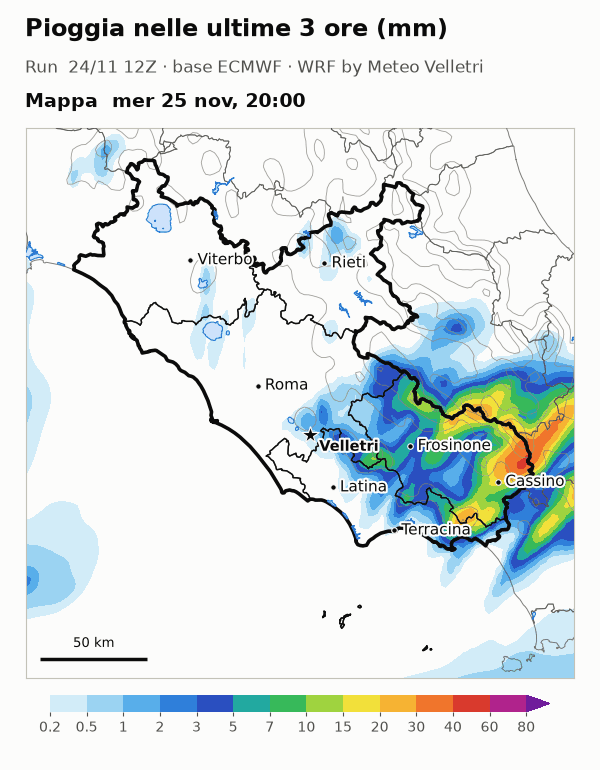 Pioggia nelle ultime 3 ore (mm)
Run  24/11 12Z · base ECMWF · WRF by Meteo Velletri
Mappa  mer 25 nov, 20:00
Viterbo
Rieti
Roma
Velletri
Frosinone
Latina
Cassino
Terracina
50 km
0.2 0.5 1 2 3 5 7 10 15 20 30 40 60 80